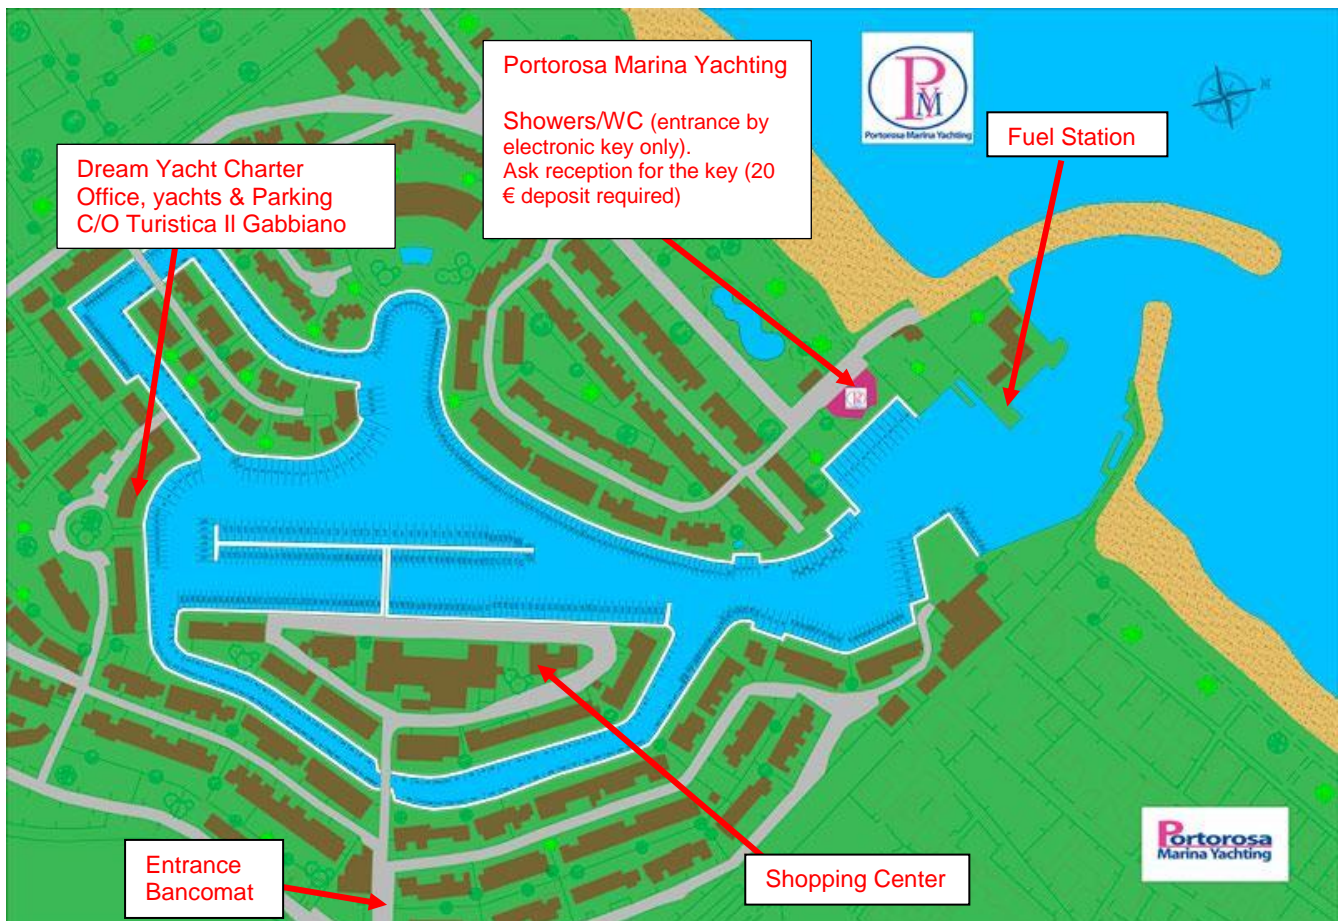 Portorosa Marina Yachting
Showers/WC (entrance by
electronic key only).
Ask reception for the key (20
€ deposit required)
PM
Portorosa Marina Yachting
Fuel Station
Dream Yacht Charter
Office, yachts & Parking
C/O Turistica Il Gabbiano
Entrance
Bancomat
Shopping Center
Portorosa
Marina Yachting